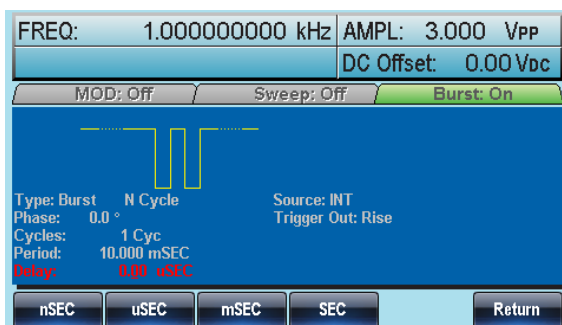 FREQ: 1.000000000 kHz AMPL: 3.000 VPP
DC Offset: 0.00 VDC
MOD: Off Sweep: Off Burst: On
Type: Burst N Cycle Source: INT
Phase: 0.0 ° Trigger Out: Rise
Cycles: 1 Cyc
Period: 10.000 mSEC
Delay: 0.00 uSEC
nSEC uSEC mSEC SEC Return